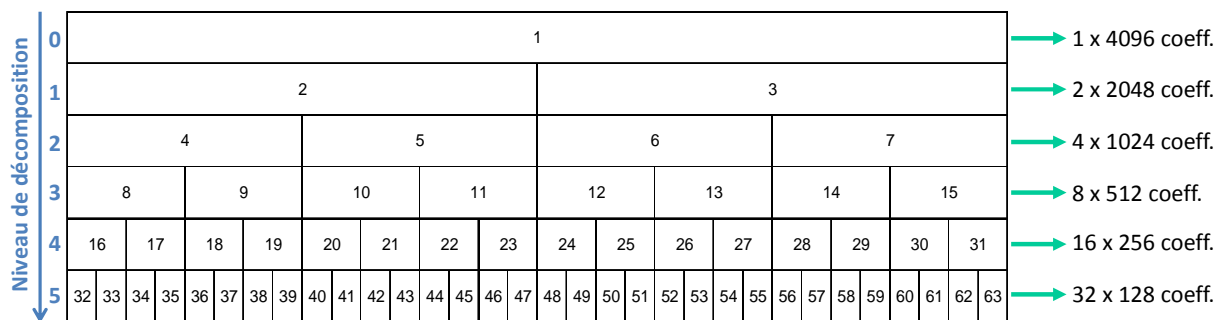 Niveau de décomposition
0 1 1 x 4096 coeff.
1 2 3 2 x 2048 coeff.
2 4 5 6 7 4 x 1024 coeff.
3 8 9 10 11 12 13 14 15 8 x 512 coeff.
4 16 17 18 19 20 21 22 23 24 25 26 27 28 29 30 31 16 x 256 coeff.
5 32 33 34 35 36 37 38 39 40 41 42 43 44 45 46 47 48 49 50 51 52 53 54 55 56 57 58 59 60 61 62 63 32 x 128 coeff.